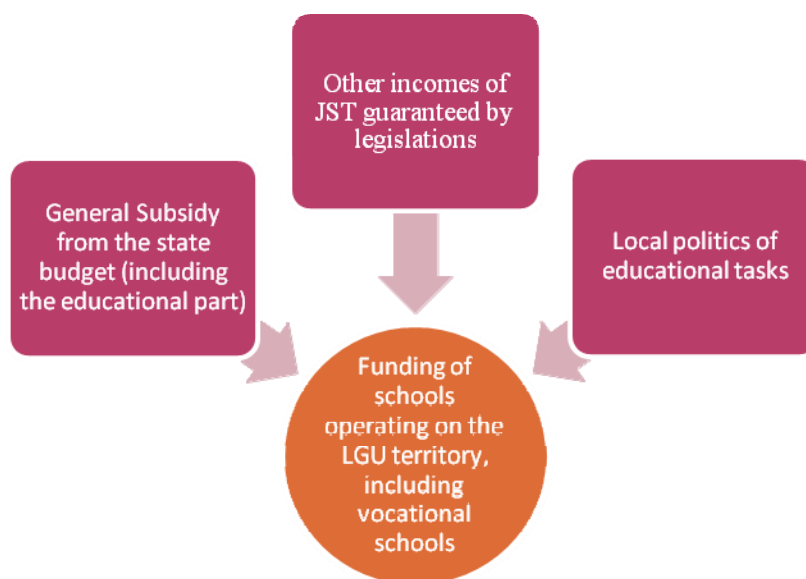 Other incomes of
JST guaranteed by
legislations
General Subsidy
from the state
budget (including
the educational part)
Local politics of
educational tasks
Funding of
schools
operating on the
LGU territory,
including
vocational
schools